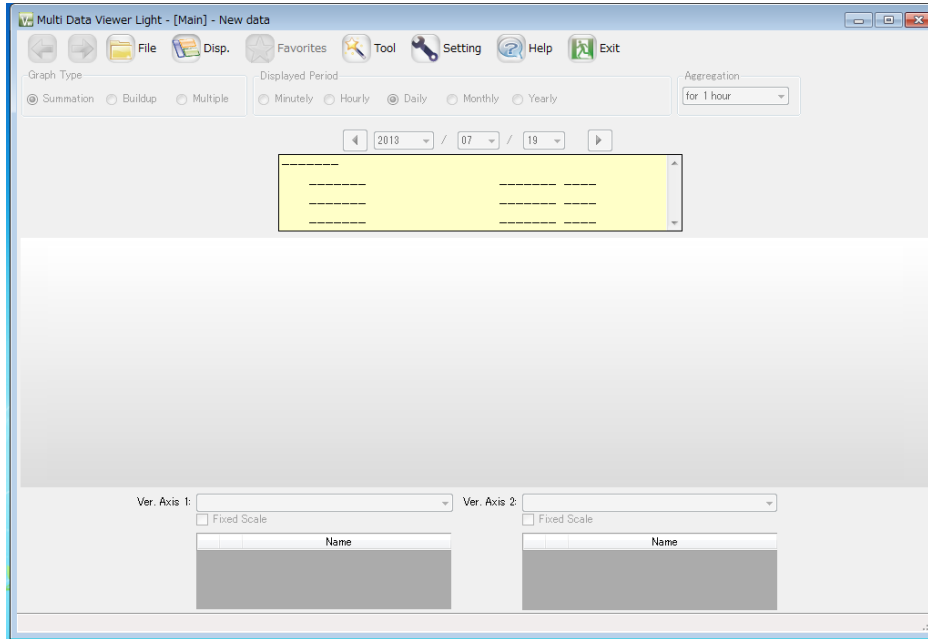 Multi Data Viewer Light - [Main] - New data
File Disp. Favorites Tool Setting Help Exit
Graph Type Displayed Period Aggregation
Summation Buildup Multiple Minutely Hourly Daily Monthly Yearly for 1 hour
2013 / 07 / 19
-------
------- ------- ----
------- ------- ----
------- ------- ----
Ver. Axis 1: Ver. Axis 2:
Fixed Scale Fixed Scale
Name Name